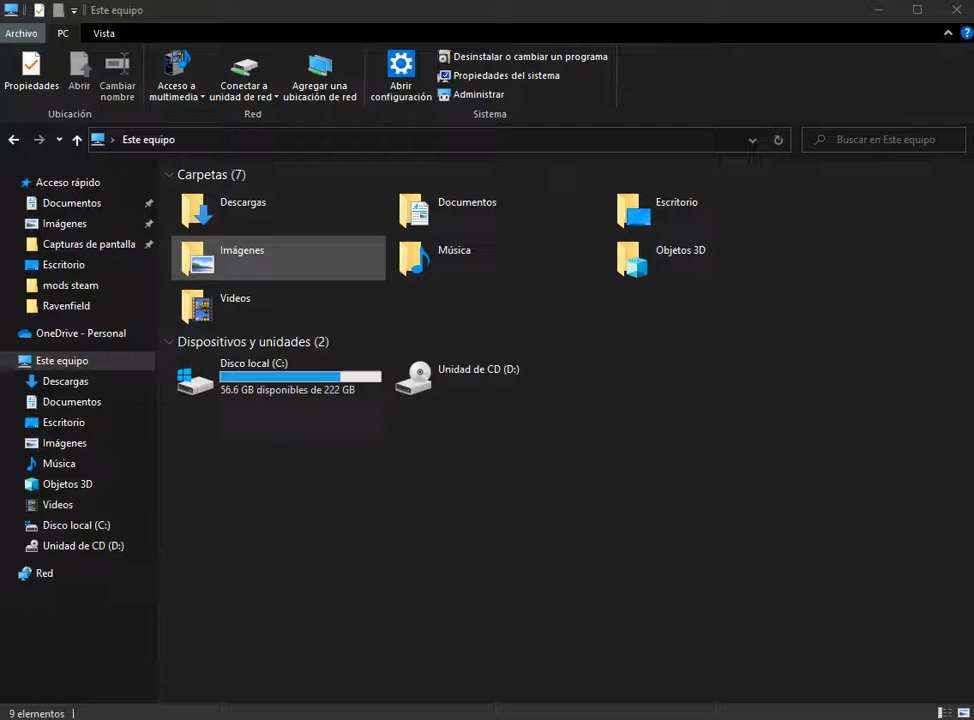 Este equipo
Archivo
PC
Vista
Propiedades
Abrir
Cambiar
nombre
Ubicación
Acceso a
multimedia
Conectar a
unidad de red
Agregar una
ubicación de red
Red
Abrir
configuración
Desinstalar o cambiar un programa
Propiedades del sistema
Administrar
Sistema
Este equipo
Buscar en Este equipo
Acceso rápido
Documentos
Imágenes
Capturas de pantalla
Escritorio
mods steam
Ravenfield
OneDrive - Personal
Este equipo
Descargas
Documentos
Escritorio
Imágenes
Música
Objetos 3D
Videos
Disco local (C:)
Unidad de CD (D:)
Red
Carpetas (7)
Descargas
Documentos
Escritorio
Imágenes
Música
Objetos 3D
Videos
Dispositivos y unidades (2)
Disco local (C:)
56.6 GB disponibles de 222 GB
Unidad de CD (D:)
9 elementos